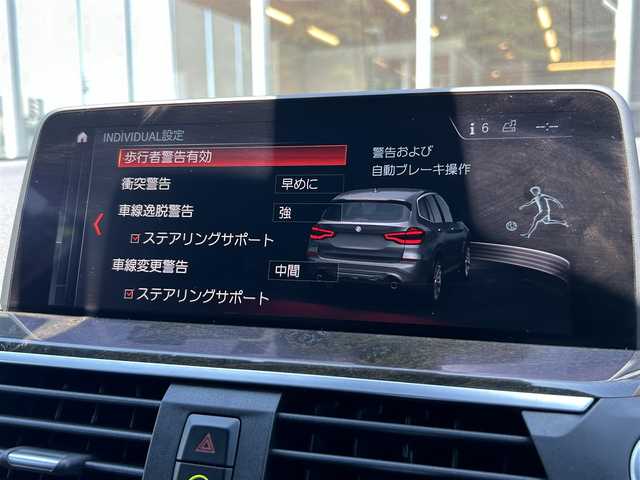 INDIVIDUAL設定
6
--:--
歩行者警告有効
警告および
自動ブレーキ操作
衝突警告
早めに
車線逸脱警告
強
ステアリングサポート
車線変更警告
中間
ステアリングサポート